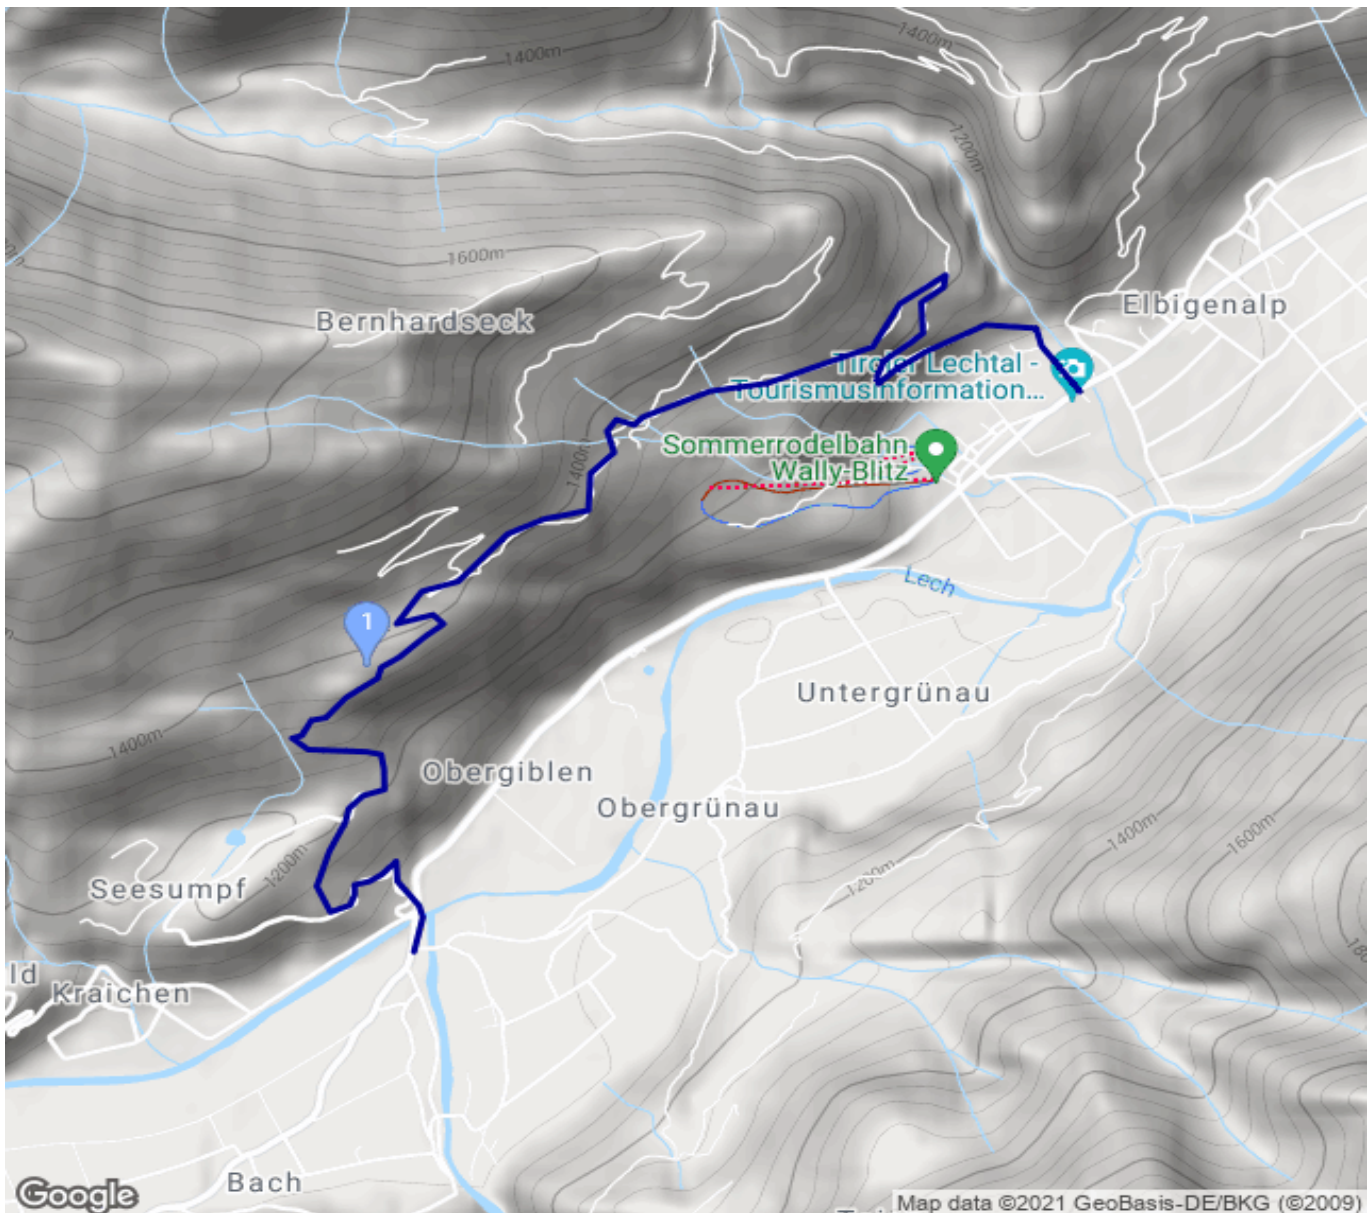 1400m
1400m
1200m
1600m
Elbigenalp
Bernhardseck
Tiroler Lechtal -
Tourismusinformation...
Sommerrodelbahn
Wally-Blitz
1400m
Lech
1
Untergrünau
1400m
Obergiblen
Obergrünau
1400m
1600m
1200m
1200m
Seesumpf
ld
Kraichen
Bach
Google
Map data ©2021 GeoBasis-DE/BKG (©2009)